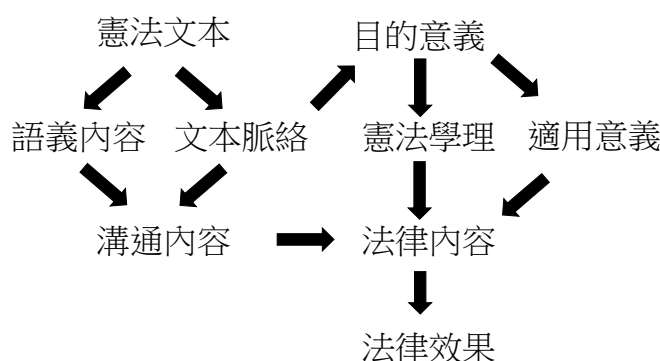 憲法文本 目的意義
語義內容 文本脈絡 憲法學理 適用意義
溝通內容 法律內容
法律效果